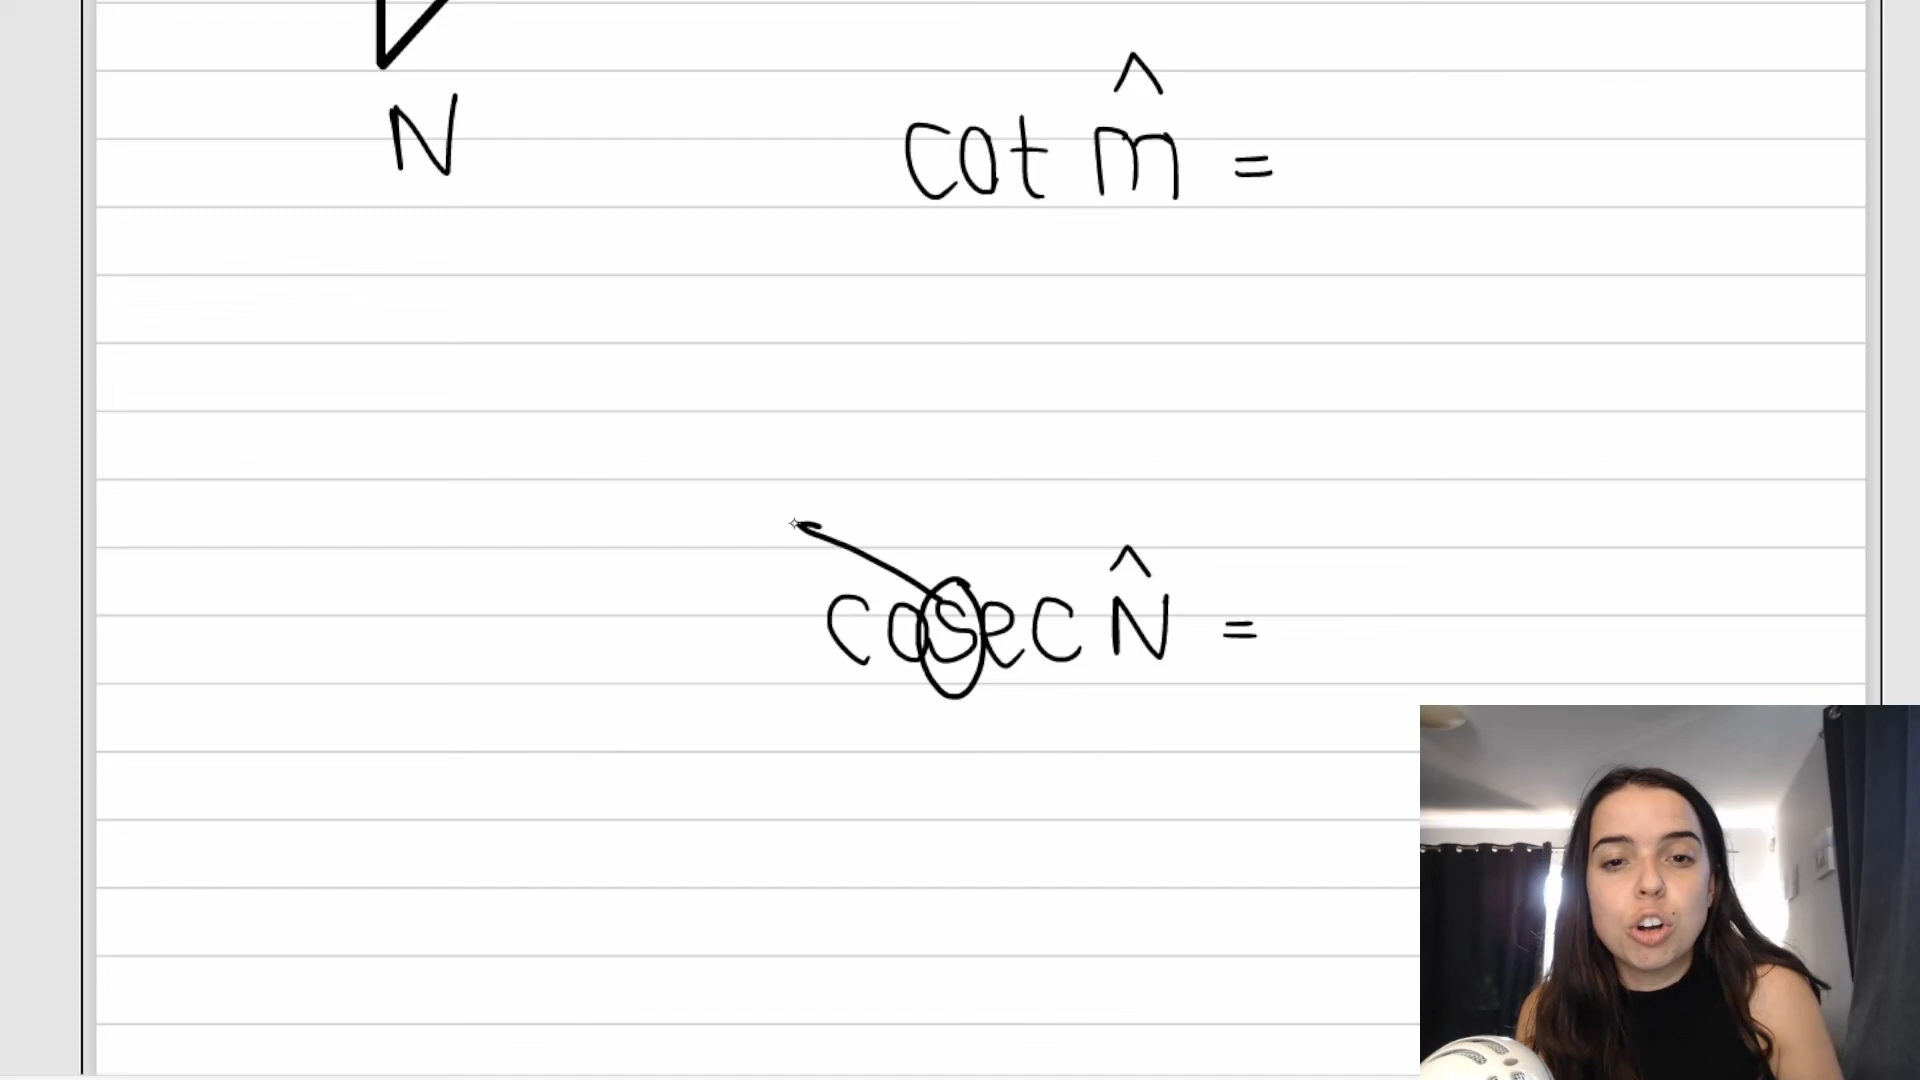 N
cot m̂ =
cosec N̂ =